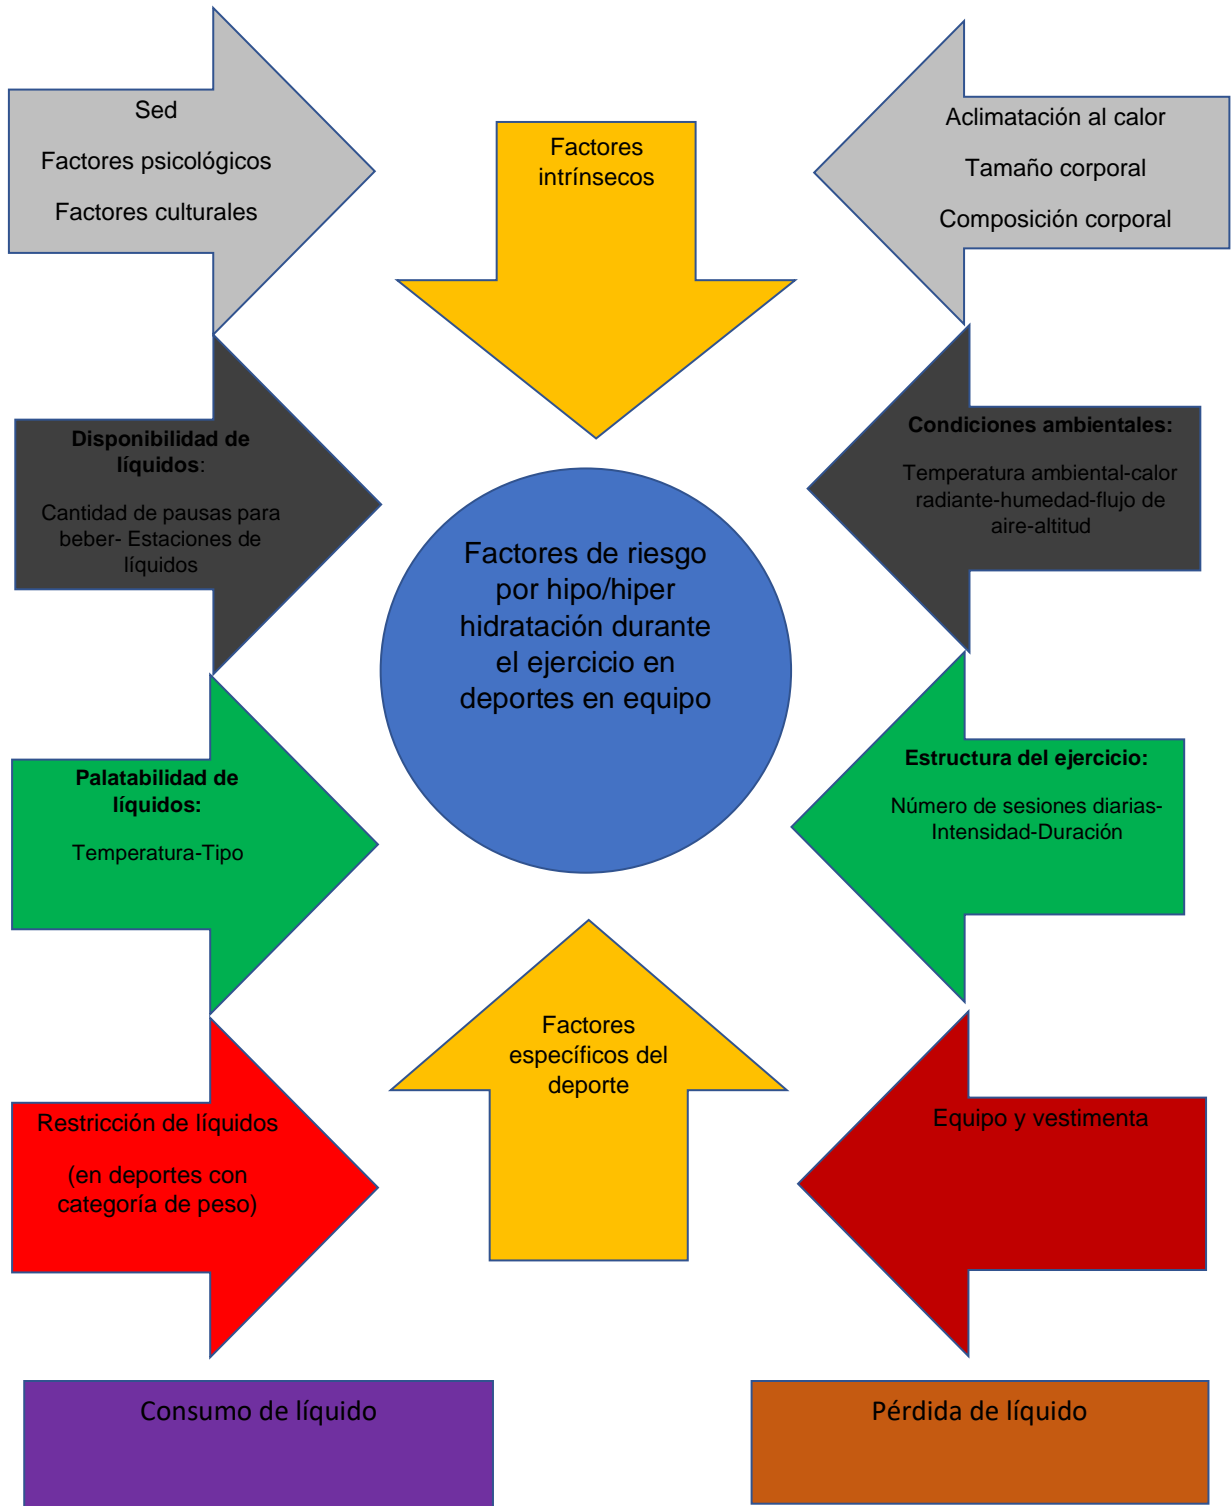 Sed
Factores psicológicos
Factores culturales
Factores
intrínsecos
Aclimatación al calor
Tamaño corporal
Composición corporal
Disponibilidad de
líquidos:
Cantidad de pausas para
beber- Estaciones de
líquidos
Condiciones ambientales:
Temperatura ambiental-calor
radiante-humedad-flujo de
aire-altitud
Factores de riesgo
por hipo/hiper
hidratación durante
el ejercicio en
deportes en equipo
Palatabilidad de
líquidos:
Temperatura-Tipo
Estructura del ejercicio:
Número de sesiones diarias-
Intensidad-Duración
Factores
específicos del
deporte
Restricción de líquidos
(en deportes con
categoría de peso)
Equipo y vestimenta
Consumo de líquido
Pérdida de líquido